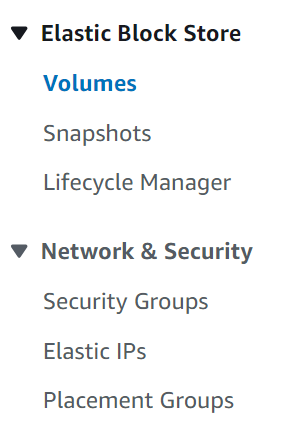 Elastic Block Store
Volumes
Snapshots
Lifecycle Manager
Network & Security
Security Groups
Elastic IPs
Placement Groups